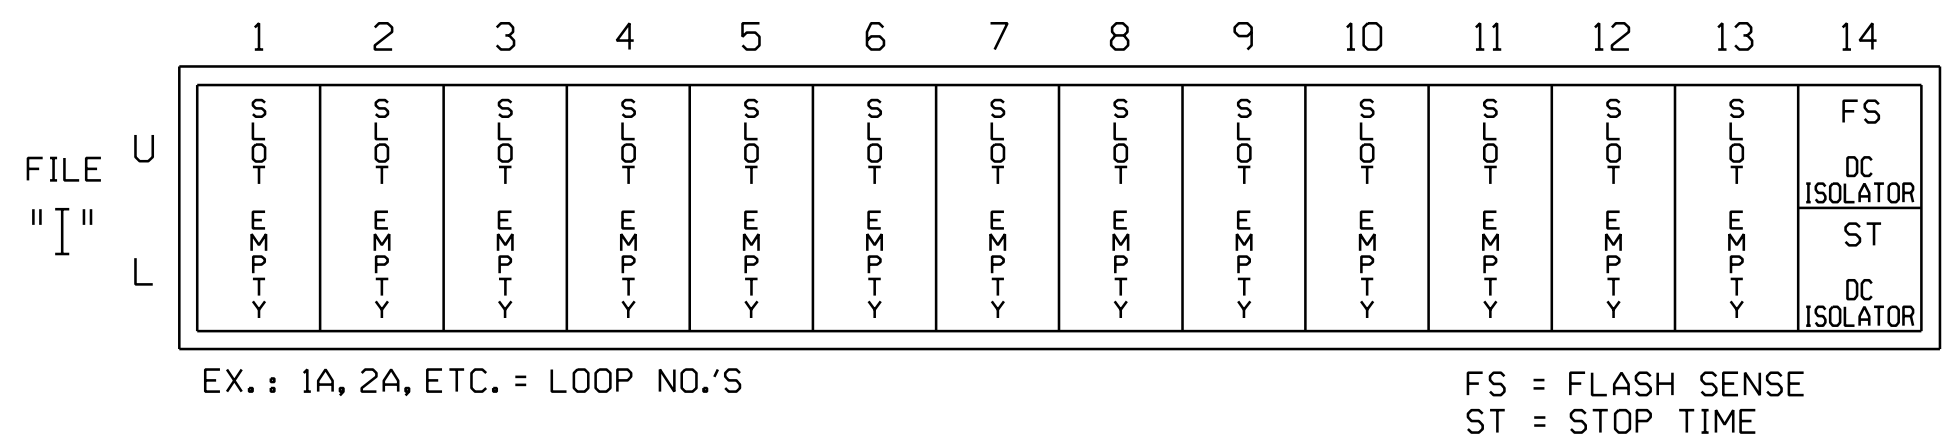 1 2 3 4 5 6 7 8 9 10 11 12 13 14
FILE "I"
U
L
SLOT EMPTY
SLOT EMPTY
SLOT EMPTY
SLOT EMPTY
SLOT EMPTY
SLOT EMPTY
SLOT EMPTY
SLOT EMPTY
SLOT EMPTY
SLOT EMPTY
SLOT EMPTY
SLOT EMPTY
SLOT EMPTY
FS
DC
ISOLATOR
ST
DC
ISOLATOR
EX.: 1A, 2A, ETC. = LOOP NO.'S
FS = FLASH SENSE
ST = STOP TIME